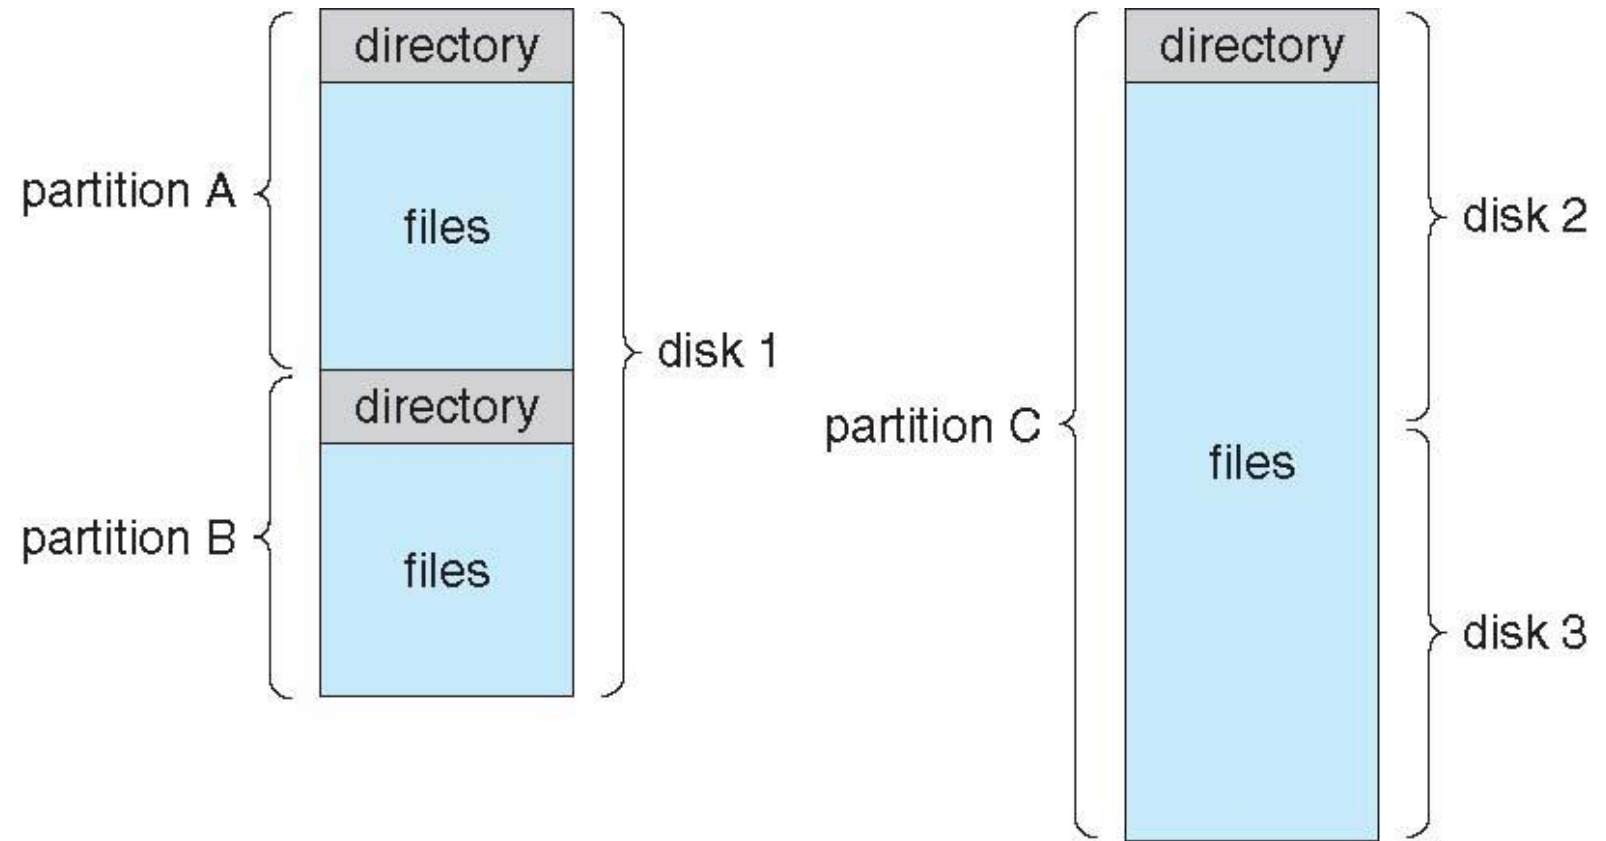 directory
partition A
files
disk 1
directory
partition B
files
directory
disk 2
partition C
files
disk 3